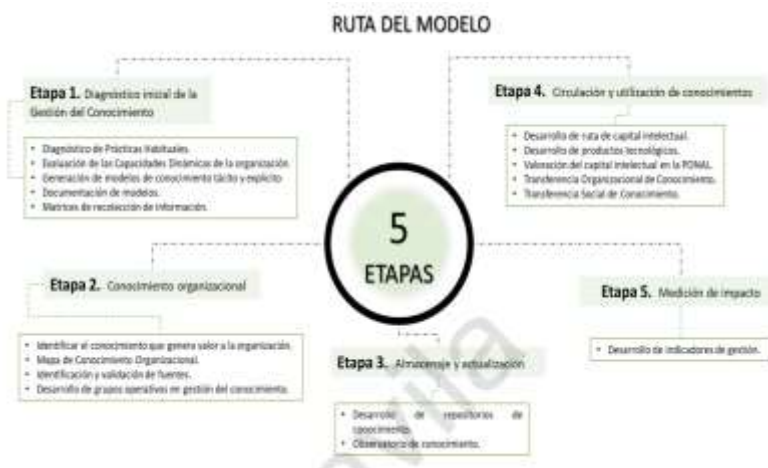 RUTA DEL MODELO
Etapa 1. Diagnóstico inicial de la
Gestión del Conocimiento
• Diagnóstico de Prácticas Habituales.
• Evaluación de las Capacidades Dinámicas de la organización.
• Generación de modelos de conocimiento tácito y explícito
• Documentación de modelos.
• Matrices de recolección de información.
Etapa 2. Conocimiento organizacional
• Identificar el conocimiento que genera valor a la organización.
• Mapa de Conocimiento Organizacional.
• Identificación y validación de fuentes.
• Desarrollo de grupos operativos en gestión del conocimiento.
5
ETAPAS
Etapa 3. Almacenaje y actualización
• Desarrollo de repositorios de
conocimiento.
• Observatorio de conocimiento.
Etapa 4. Circulación y utilización de conocimientos
• Desarrollo de ruta de capital intelectual.
• Desarrollo de productos tecnológicos.
• Valoración del capital intelectual en la PONAL.
• Transferencia Organizacional de Conocimiento.
• Transferencia Social de Conocimiento.
Etapa 5. Medición de impacto
• Desarrollo de indicadores de gestión.